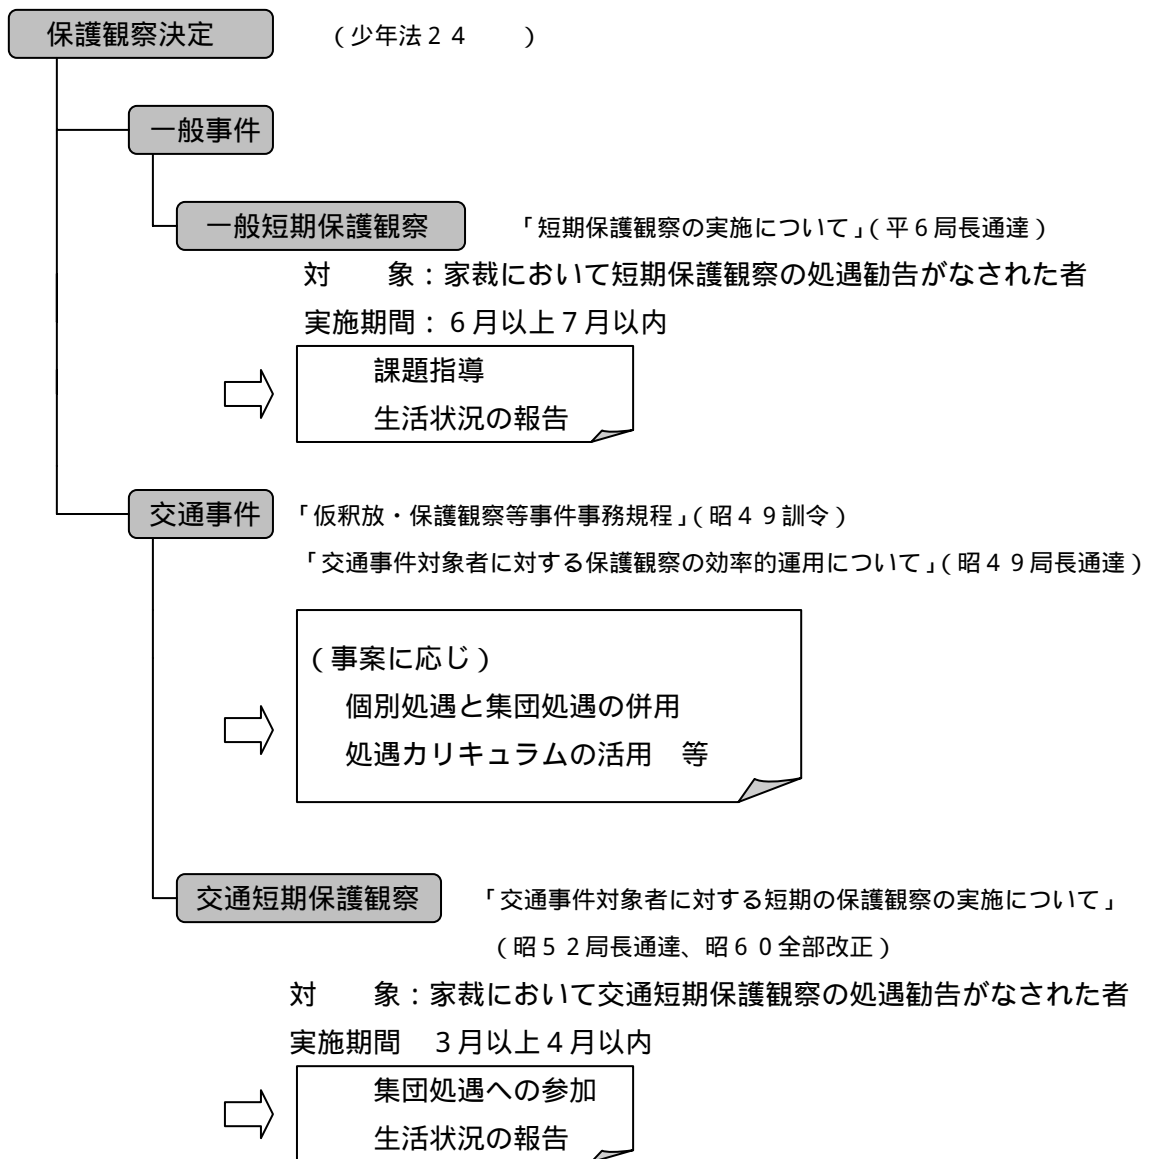 保護観察決定　　（少年法２４　　）
一般事件
一般短期保護観察　「短期保護観察の実施について」（平６局長通達）
対　　象：家裁において短期保護観察の処遇勧告がなされた者
実施期間：６月以上７月以内
課題指導
生活状況の報告
交通事件　「仮釈放・保護観察等事件事務規程」（昭４９訓令）
「交通事件対象者に対する保護観察の効率的運用について」（昭４９局長通達）
（事案に応じ）
個別処遇と集団処遇の併用
処遇カリキュラムの活用　等
交通短期保護観察　「交通事件対象者に対する短期の保護観察の実施について」
（昭５２局長通達、昭６０全部改正）
対　　象：家裁において交通短期保護観察の処遇勧告がなされた者
実施期間　３月以上４月以内
集団処遇への参加
生活状況の報告